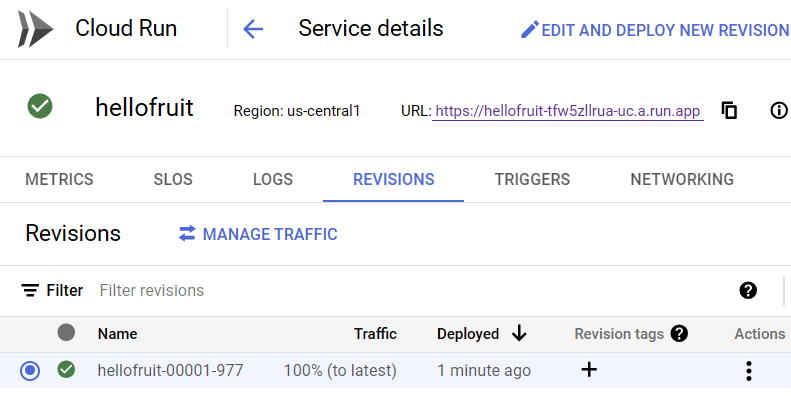 Cloud Run Service details EDIT AND DEPLOY NEW REVISION
hellofruit Region: us-central1 URL: https://hellofruit-tfw5zllrua-uc.a.run.app
METRICS SLOS LOGS REVISIONS TRIGGERS NETWORKING
Revisions MANAGE TRAFFIC
Filter Filter revisions
Name Traffic Deployed Revision tags Actions
hellofruit-00001-977 100% (to latest) 1 minute ago